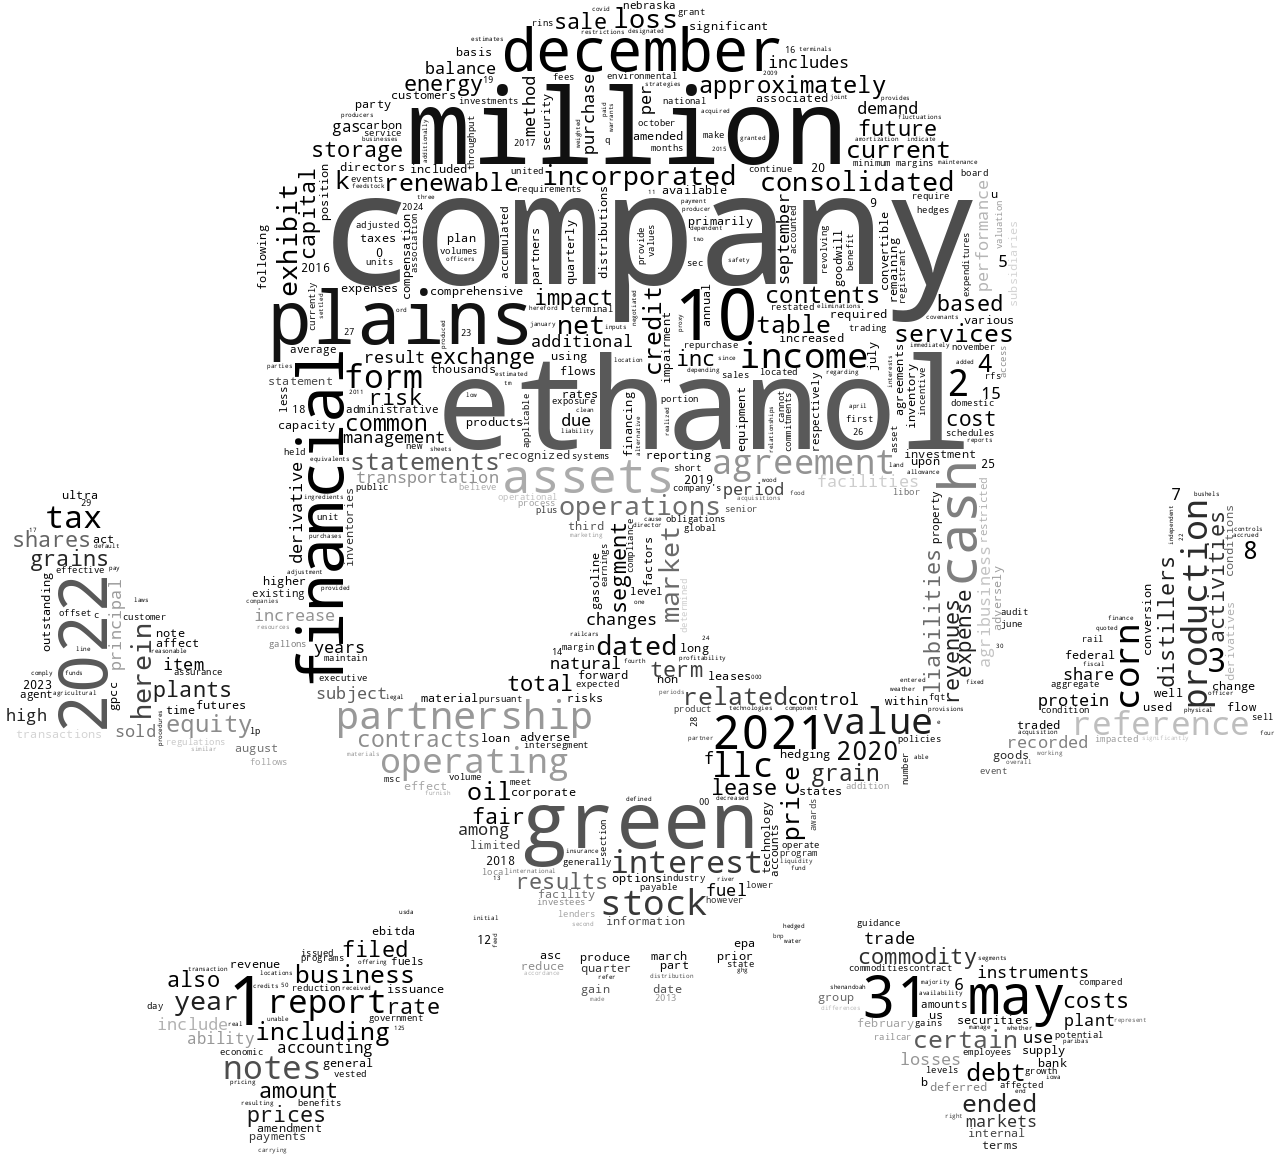 covid nebraska
rins sale loss grant
estimates restrictions designated significant
december
basis 16 terminals
balance includes
energy 19 fees environmental 2009 approximately
customers investments method security purchase per strategies national associated joint provides
party producers million demand fluctuations
gas carbon service businesses additionally throughput 2017 weighted q paid warrants october amended months make 2015 acquired granted future amortization indicate
storage current
directors included united continue 20 minimum margins maintenance
k events feedstock renewable requirements incorporated available consolidated board
exhibit capital position three 11 payment 9 require u
2024 company hedges performance
following adjusted taxes 0 units compensation association plan volumes officers accumulated partners quarterly distributions provide values primarily producer dependent two sec safety september accounted revolving goodwill benefit convertible remaining registrant expenditures valuation 5 subsidiaries
2016 expenses comprehensive impact credit 10 annual contents based
currently settled plains ord hereford terminal negotiated proxy restated eliminations required covenants various
27 produced 23 january net inputs additional table trading services
average result exchange using location impairment repurchase since inc income increased july immediately november
parties financial statement form thousands estimated tm flows depending sales located regarding interests agreements added 4 rfs access
less 2011 risk low applicable rates exposure clean ethanol portion respectively inventory incentive 2 domestic 15
18 administrative common products due liability financing alternative realized equipment relationships cannot commitments april first 26 asset cost schedules
capacity management new sheets reports
held equivalents statements recognized systems reporting agreement land upon investment
derivative ingredients transportation believe assets short 2019 facilities libor allowance cash 25
unit public inventories operational process plus company's period wood food property restricted
purchases operations acquisition senior
third marketing cause director obligations global
ultra 29 tax 7 bushels
shares 17 act default production independent 22 controls accrued
grains effective pay gasoline earnings segment compliance factors market determined liabilities agribusiness adversely distillers activities conditions 8
2022 outstanding principal laws adjustment higher existing provided level one
offset c customer companies increase resources changes expense audit june corn conversion finance quoted
line note affect reasonable gallons years railcars margin dated 24 long profitability revenues 30 rail federal fiscal 3 derivatives
comply funds herein item assurance maintain 14 natural fourth forward term entered share
2023 agent agricultural gpcc plants executive total expected non leases 000 weather fixed aggregate protein well change
high time futures subject legal material pursuant risks periods related control within fgt condition used physical officer flow
transactions sold procedures equity lp partnership product 28 2021 technologies component value provisions traded reference sell
regulations similar august contracts loan adverse intersegment partner policies acquisition recorded impacted significantly four
follows materials operating llc hedging 2020 number able goods overall working
msc effect volume meet f lease states grain addition event
furnish oil corporate price
fair defined 00 decreased awards
among green technology accounts
limited section operate
2018 insurance generally interest program liquidity
local international 13 results options industry river lower fund
facility payable fuel
investees stock however
lenders second information
usda initial guidance
ebitda 12 feed hedged trade
issued programs filed asc produce march epa bnp water commodity segments
transaction revenue locations offering fuels reduce accordance quarter part prior state commodities contract instruments
also business refer distribution ghg shenandoah majority 6 compared
credits 50 reduction received issuance gain made date 2013 group availability 31 may costs
day year 1 report rate differences amounts us
include real unable government february gains securities plant represent
ability including 125 railcar manage whether
economic accounting certain use potential paribas
notes general losses employees supply
pricing vested levels debt bank growth iowa
amount b deferred affected end
resulting benefits ended
prices right markets
amendment internal
payments terms
carrying